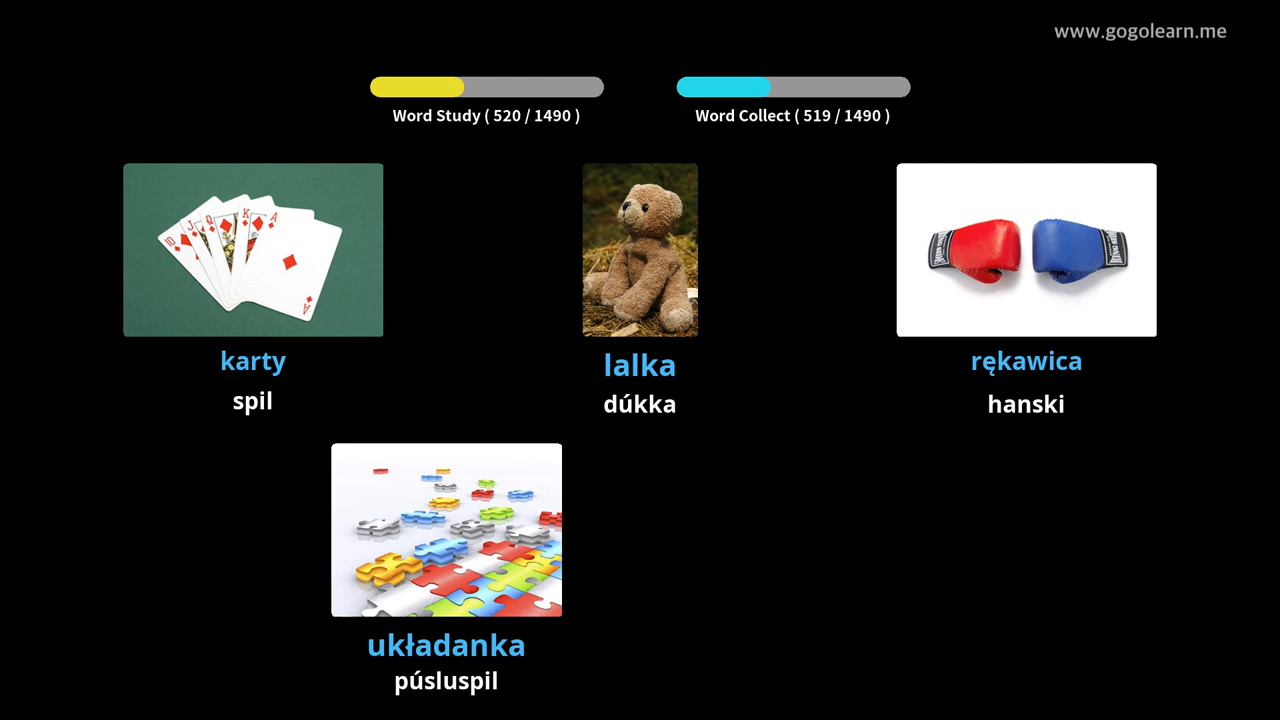 www.gogolearn.me
Word Study ( 520 / 1490 )
Word Collect ( 519 / 1490 )
10 J Q K A
A
karty
spil
lalka
dúkka
rękawica
hanski
układanka
púsluspil